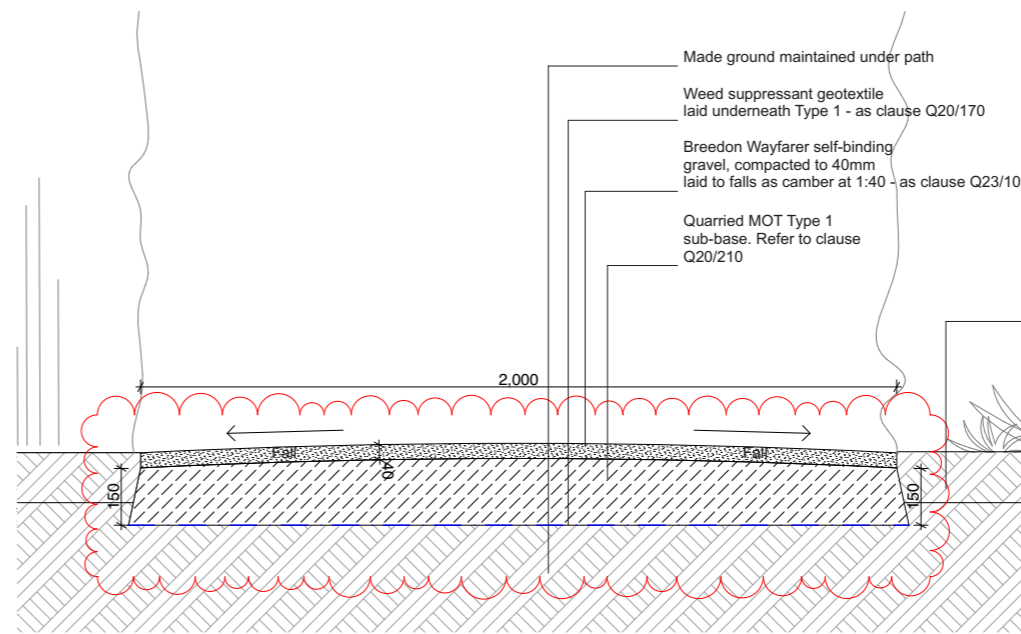 Made ground maintained under path
Weed suppressant geotextile
laid underneath Type 1 - as clause Q20/170
Breedon Wayfarer self-binding
gravel, compacted to 40mm
laid to falls as camber at 1:40 - as clause Q23/10
Quarried MOT Type 1
sub-base. Refer to clause
Q20/210
2,000
Fall
Fall
40
150
150